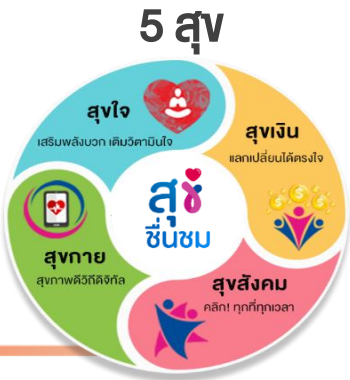 5 สุข
สุขใจ
เสริมพลังบวก เติมวิตามินใจ
สุขเงิน
แลกเปลี่ยนได้ตรงใจ
สุข
ชื่นชม
สุขกาย
สุขภาพดีวิถีดิจิทัล
สุขสังคม
คลิก! ทุกที่ทุกเวลา